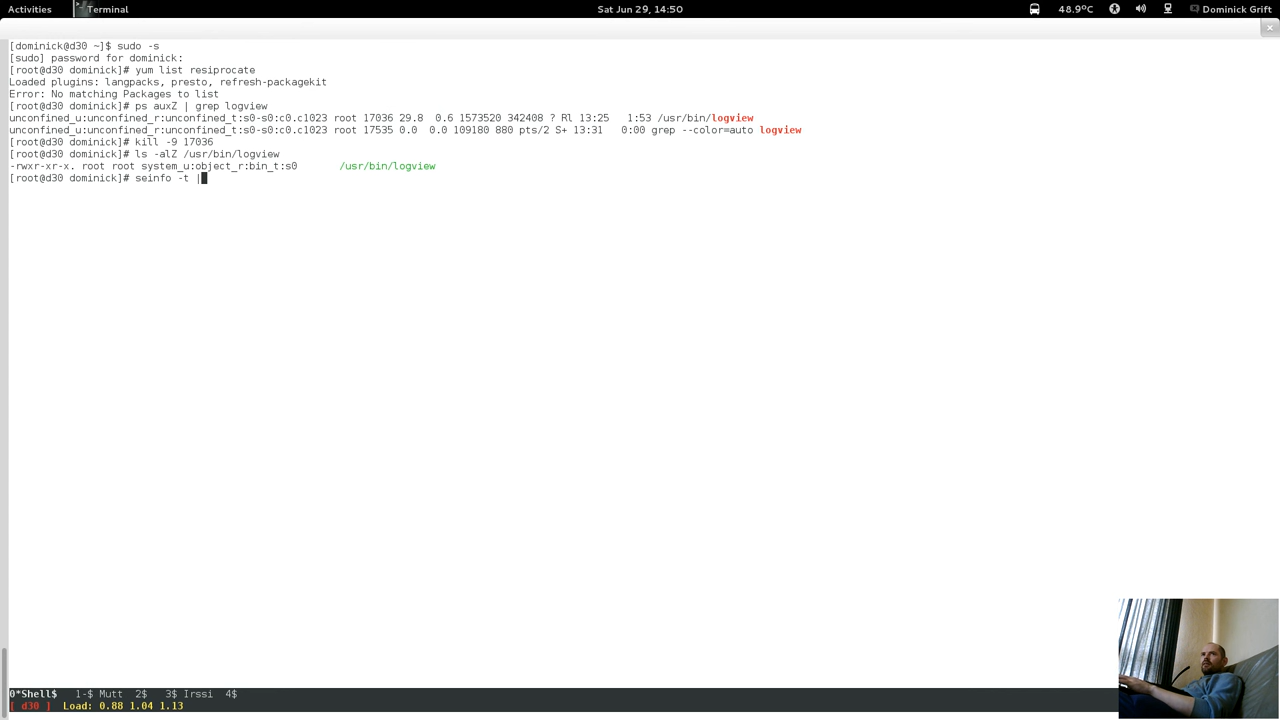 Activities Terminal Sat Jun 29, 14:50 48.9°C Dominick Grift
[dominick@d30 ~]$ sudo -s
[sudo] password for dominick:
[root@d30 dominick]# yum list resiprocate
Loaded plugins: langpacks, presto, refresh-packagekit
Error: No matching Packages to list
[root@d30 dominick]# ps auxZ | grep logview
unconfined_u:unconfined_r:unconfined_t:s0-s0:c0.c1023 root 17036 29.8  0.6 1573520 342408 ? Rl 13:25   1:53 /usr/bin/logview
unconfined_u:unconfined_r:unconfined_t:s0-s0:c0.c1023 root 17535 0.0  0.0 109180 880 pts/2 S+ 13:31   0:00 grep --color=auto logview
[root@d30 dominick]# kill -9 17036
[root@d30 dominick]# ls -alZ /usr/bin/logview
-rwxr-xr-x. root root system_u:object_r:bin_t:s0       /usr/bin/logview
[root@d30 dominick]# seinfo -t |
0*Shell$   1-$ Mutt  2$   3$ Irssi  4$
[ d30 ]  Load: 0.88 1.04 1.13